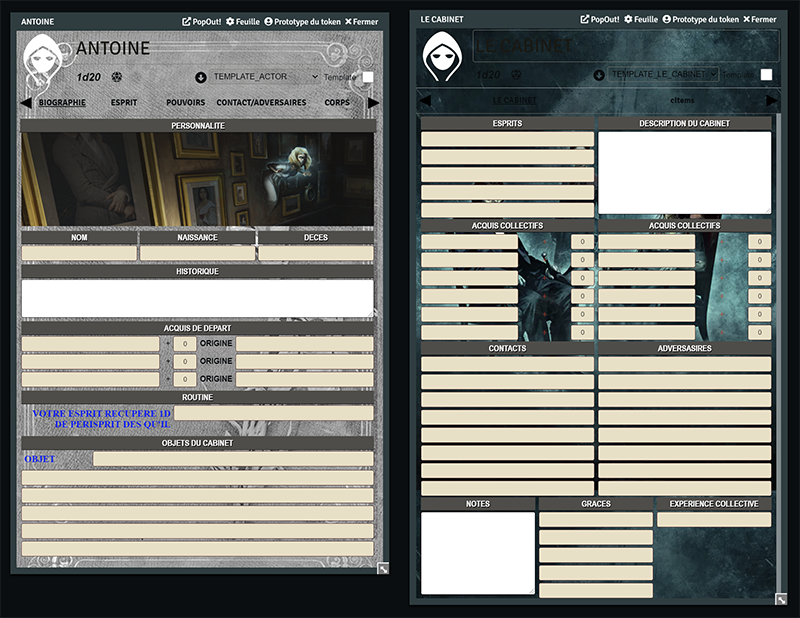 ANTOINE
PopOut! Feuille Prototype du token Fermer
ANTOINE
1d20
TEMPLATE_ACTOR
Template
BIOGRAPHIE ESPRIT POUVOIRS CONTACT/ADVERSAIRES CORPS
PERSONNALITE
NOM NAISSANCE DECES
HISTORIQUE
ACQUIS DE DEPART
+ 0 ORIGINE
+ 0 ORIGINE
+ 0 ORIGINE
ROUTINE
VOTRE ESPRIT RECUPERE 1D
DE PERISPRIT DES QU'IL
OBJETS DU CABINET
OBJET
LE CABINET
PopOut! Feuille Prototype du token Fermer
LE CABINET
1d20
TEMPLATE_LE_CABINET
Template
LE CABINET cItems
ESPRITS DESCRIPTION DU CABINET
ACQUIS COLLECTIFS ACQUIS COLLECTIFS
0 0
0 0
0 0
0 0
0 0
0 0
CONTACTS ADVERSASIRES
NOTES GRACES EXPERIENCE COLLECTIVE